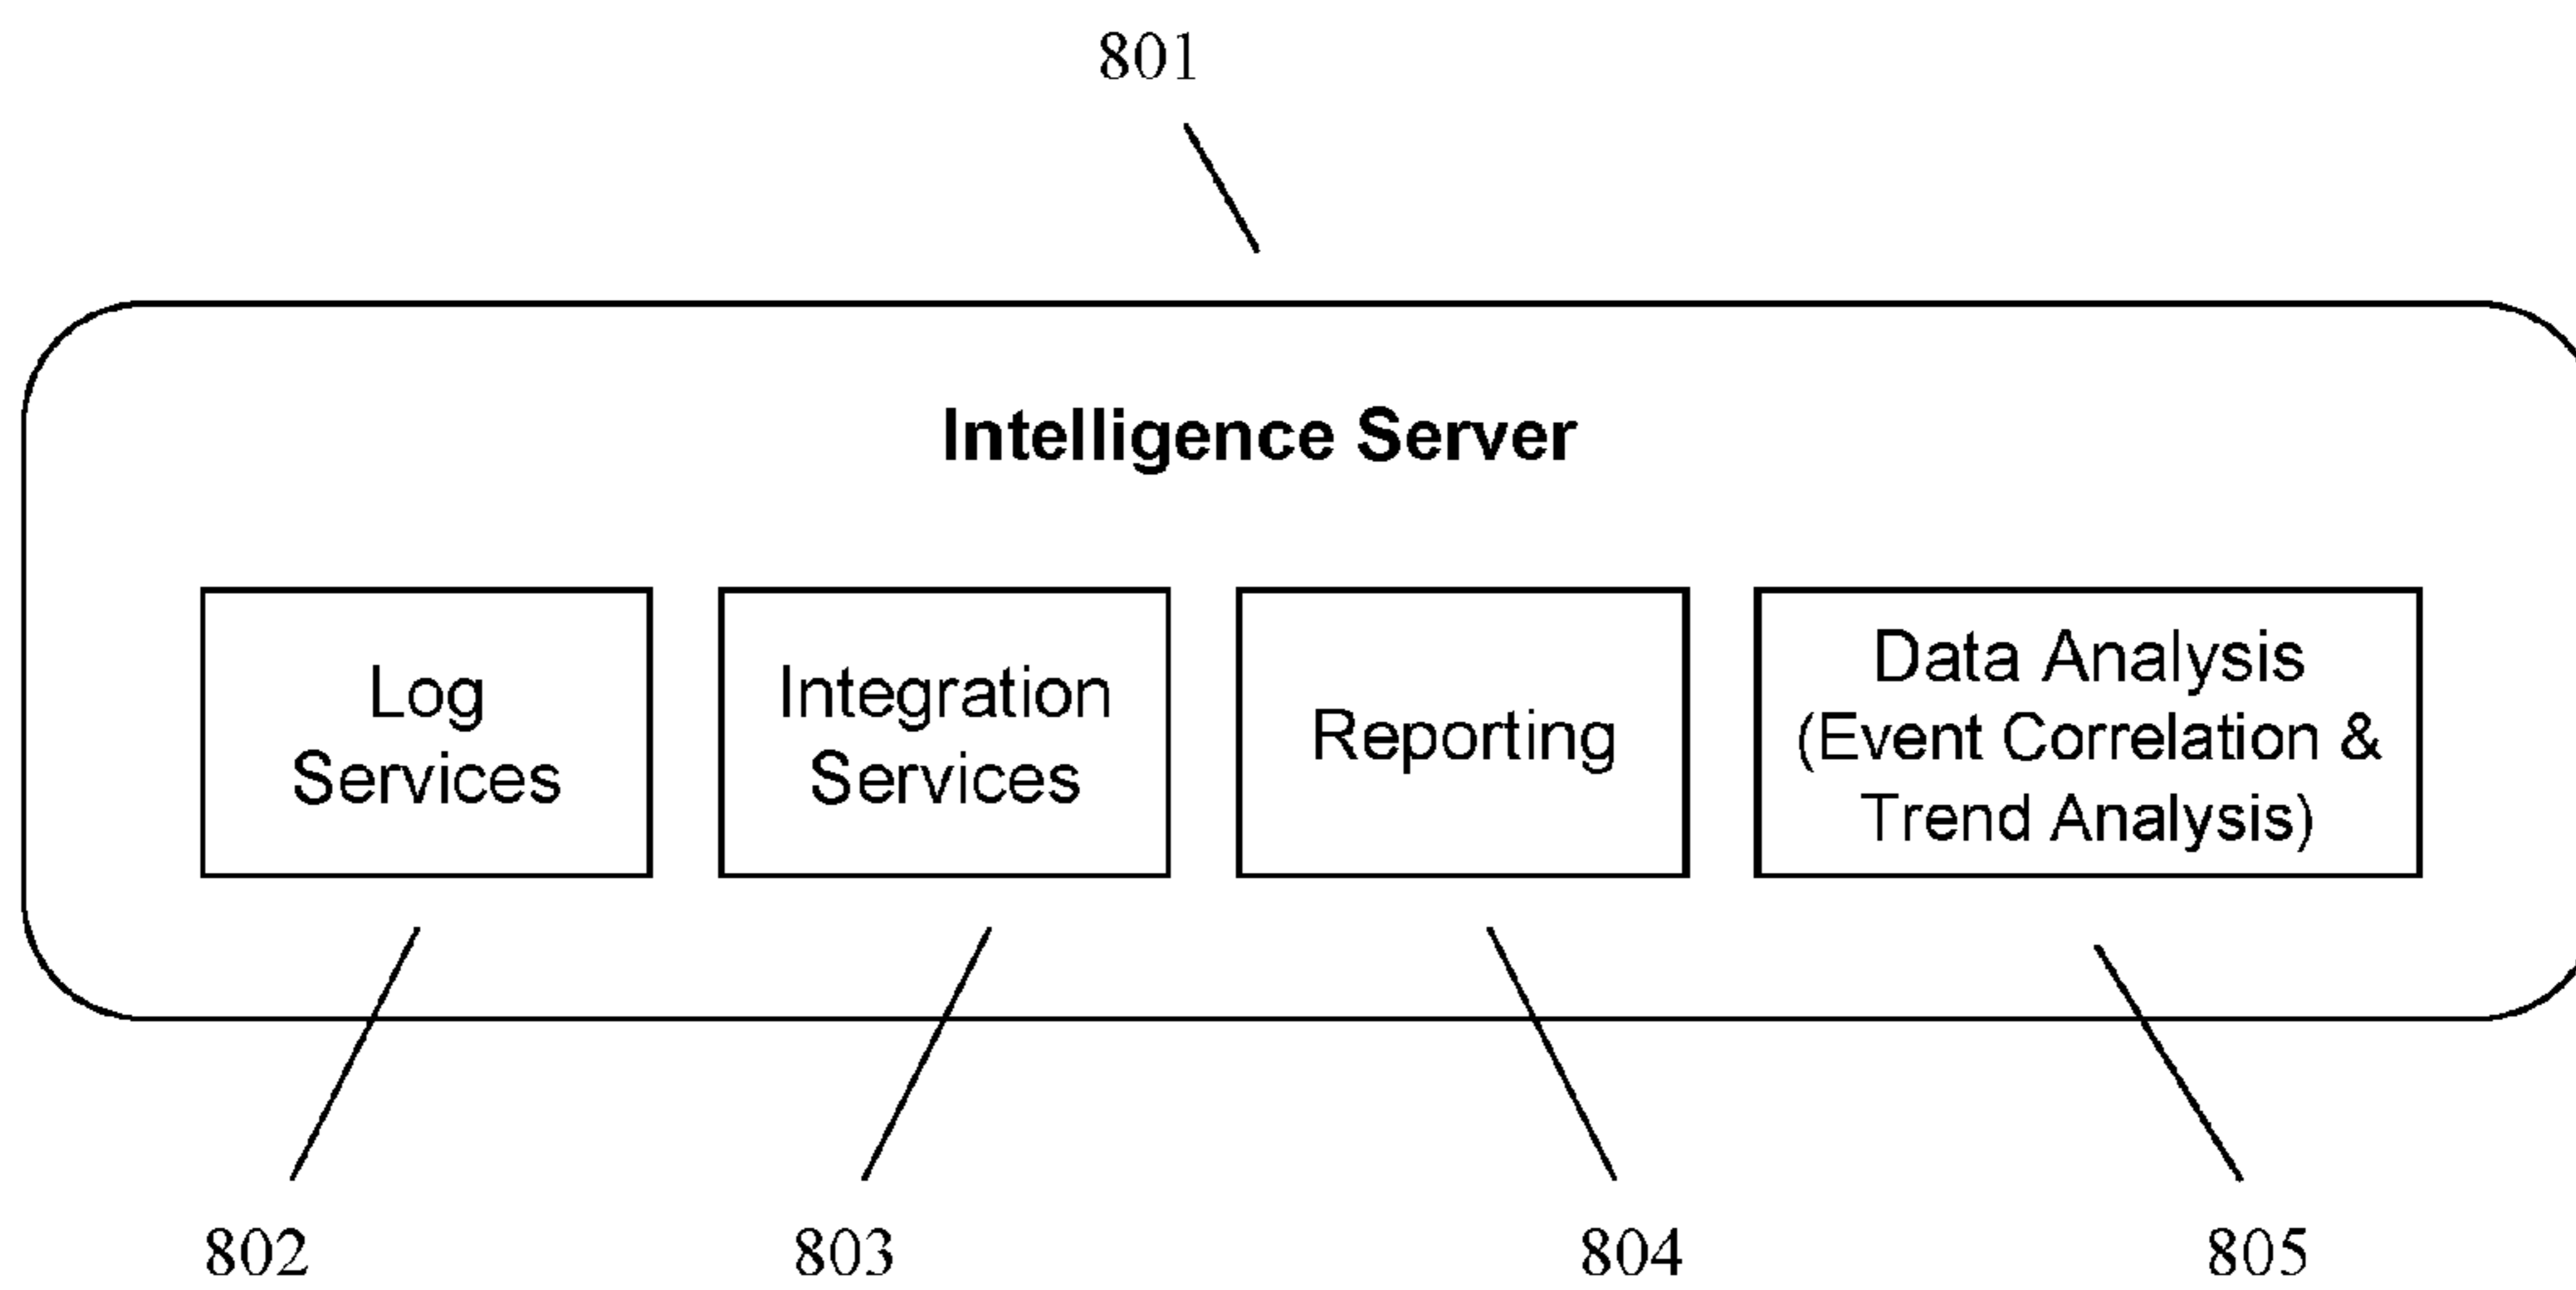 801
Intelligence Server
Log
Services
Integration
Services
Reporting
Data Analysis
(Event Correlation &
Trend Analysis)
802
803
804
805